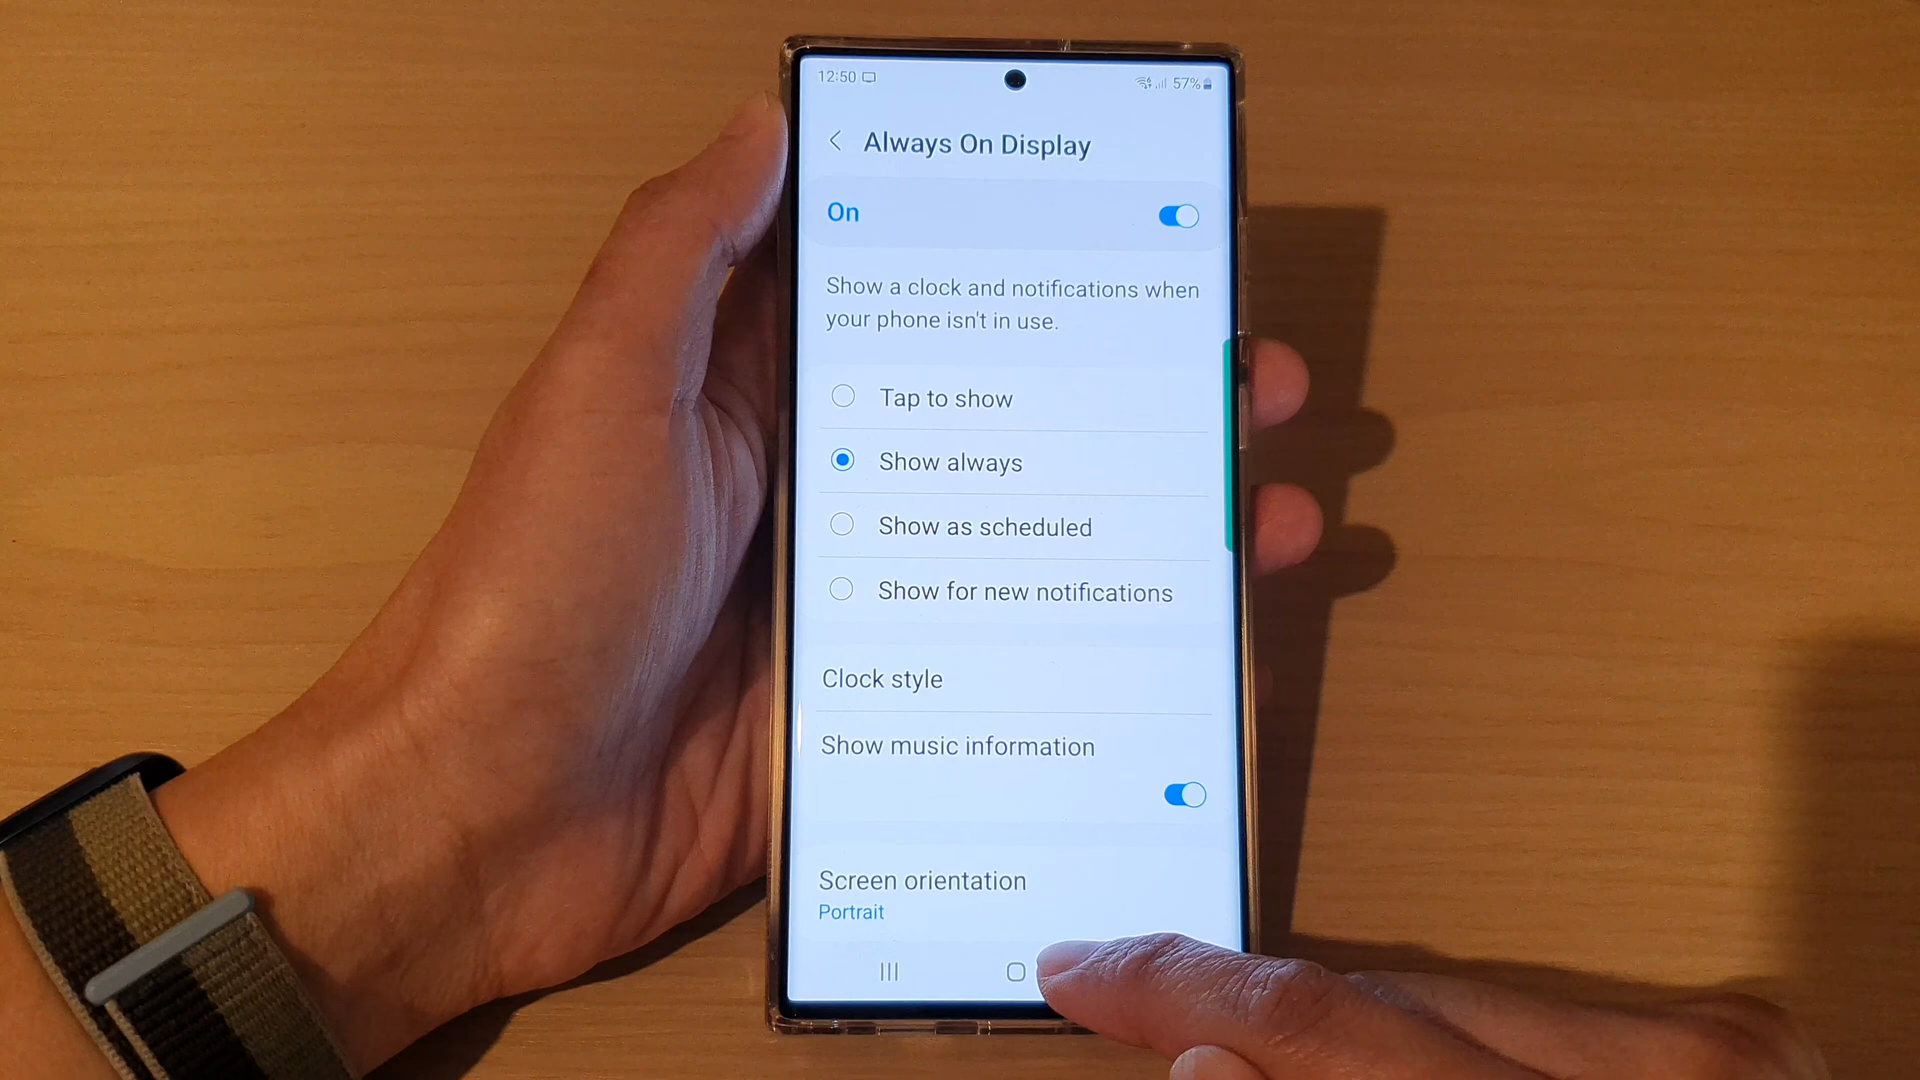 12:50
57%
Always On Display
On
Show a clock and notifications when
your phone isn't in use.
Tap to show
Show always
Show as scheduled
Show for new notifications
Clock style
Show music information
Screen orientation
Portrait